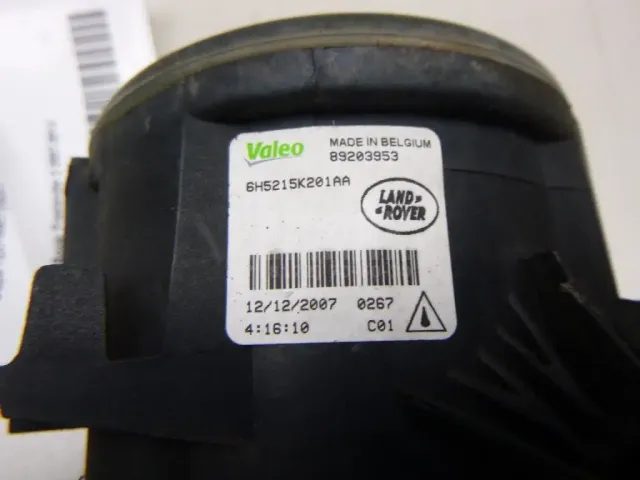 Valeo MADE IN BELGIUM
89203953
6H5215K201AA
LAND-
-ROVER
12/12/2007 0267
4:16:10 C01